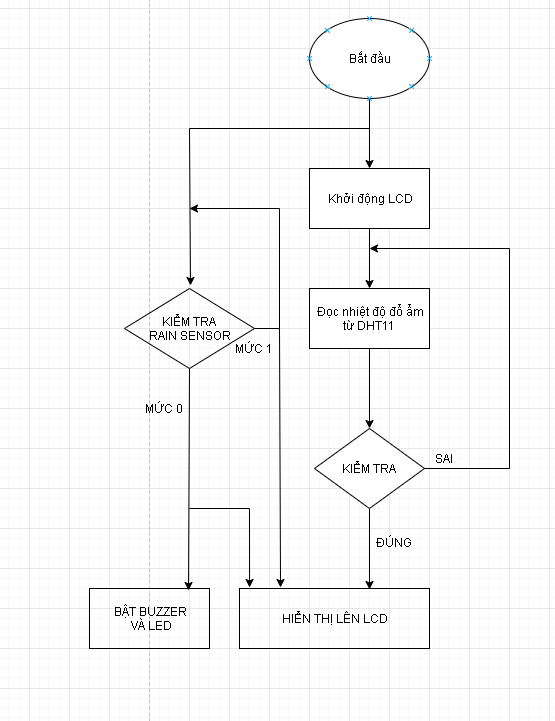 Bắt đầu
Khởi động LCD
Đọc nhiệt độ đổ ẩm
từ DHT11
KIỂM TRA
RAIN SENSOR
MỨC 1
MỨC 0
KIỂM TRA
SAI
ĐÚNG
BẬT BUZZER
VÀ LED
HIỂN THỊ LÊN LCD